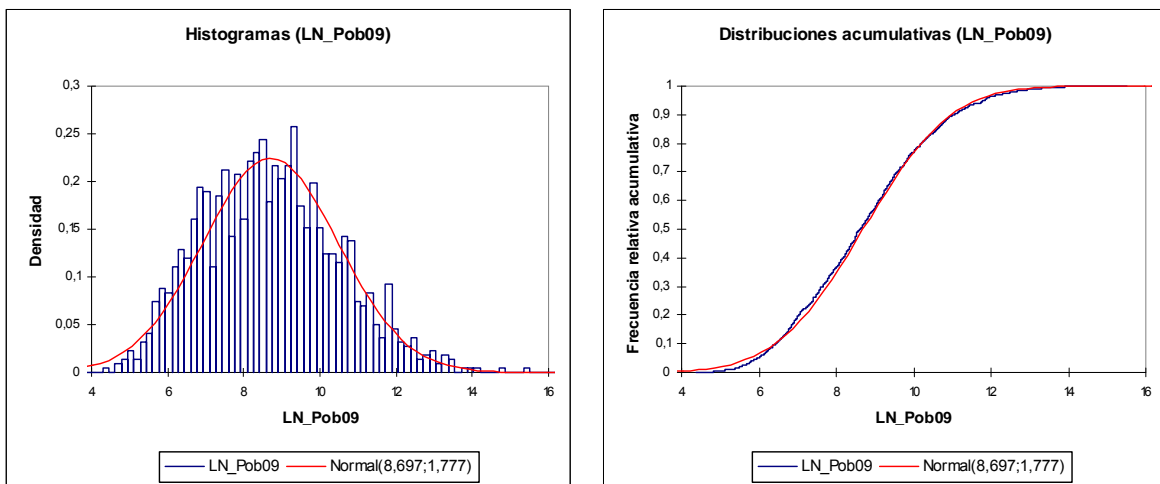 Histogramas (LN_Pob09)
0,3
0,25
0,2
0,15
0,1
0,05
0
Densidad
4 6 8 10 12 14 16
LN_Pob09
LN_Pob09 Normal(8,697;1,777)
Distribuciones acumulativas (LN_Pob09)
1
0,9
0,8
0,7
0,6
0,5
0,4
0,3
0,2
0,1
0
Frecuencia relativa acumulativa
4 6 8 10 12 14 16
LN_Pob09
LN_Pob09 Normal(8,697;1,777)